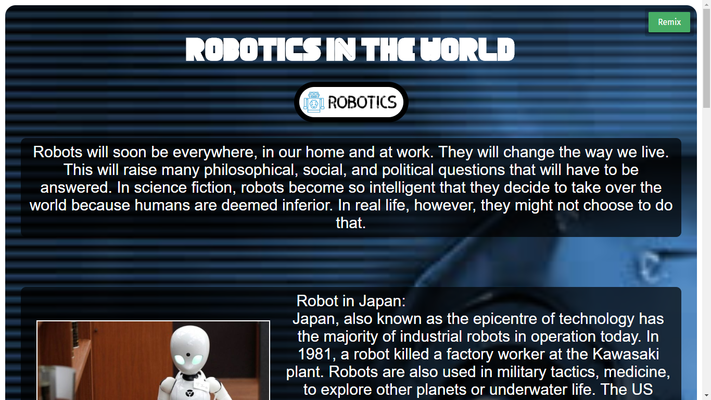 Remix
ROBOTICS IN THE WORLD
ROBOTICS
Robots will soon be everywhere, in our home and at work. They will change the way we live.
This will raise many philosophical, social, and political questions that will have to be
answered. In science fiction, robots become so intelligent that they decide to take over the
world because humans are deemed inferior. In real life, however, they might not choose to do
that.
Robot in Japan:
Japan, also known as the epicentre of technology has
the majority of industrial robots in operation today. In
1981, a robot killed a factory worker at the Kawasaki
plant. Robots are also used in military tactics, medicine,
to explore other planets or underwater life. The US